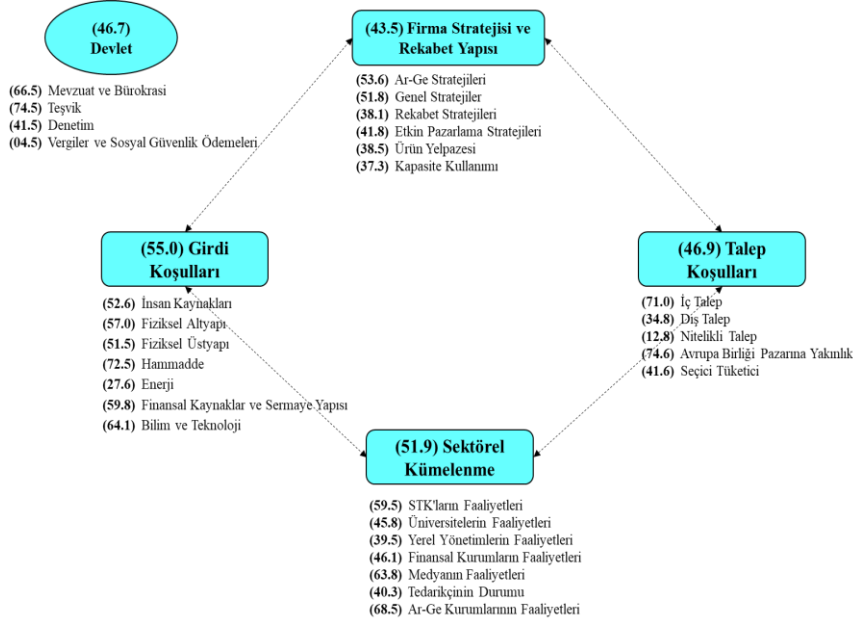 (46.7)
Devlet
(66.5) Mevzuat ve Bürokrasi
(74.5) Teşvik
(41.5) Denetim
(04.5) Vergiler ve Sosyal Güvenlik Ödemeleri
(43.5) Firma Stratejisi ve
Rekabet Yapısı
(53.6) Ar-Ge Stratejileri
(51.8) Genel Stratejiler
(38.1) Rekabet Stratejileri
(41.8) Etkin Pazarlama Stratejileri
(38.5) Ürün Yelpazesi
(37.3) Kapasite Kullanımı
(55.0) Girdi
Koşulları
(52.6) İnsan Kaynakları
(57.0) Fiziksel Altyapı
(51.5) Fiziksel Üstyapı
(72.5) Hammadde
(27.6) Enerji
(59.8) Finansal Kaynaklar ve Sermaye Yapısı
(64.1) Bilim ve Teknoloji
(46.9) Talep
Koşulları
(71.0) İç Talep
(34.8) Dış Talep
(12.8) Nitelikli Talep
(74.6) Avrupa Birliği Pazarına Yakınlık
(41.6) Seçici Tüketici
(51.9) Sektörel
Kümelenme
(59.5) STK'ların Faaliyetleri
(45.8) Üniversitelerin Faaliyetleri
(39.5) Yerel Yönetimlerin Faaliyetleri
(46.1) Finansal Kurumların Faaliyetleri
(63.8) Medyanın Faaliyetleri
(40.3) Tedarikçinin Durumu
(68.5) Ar-Ge Kurumlarının Faaliyetleri